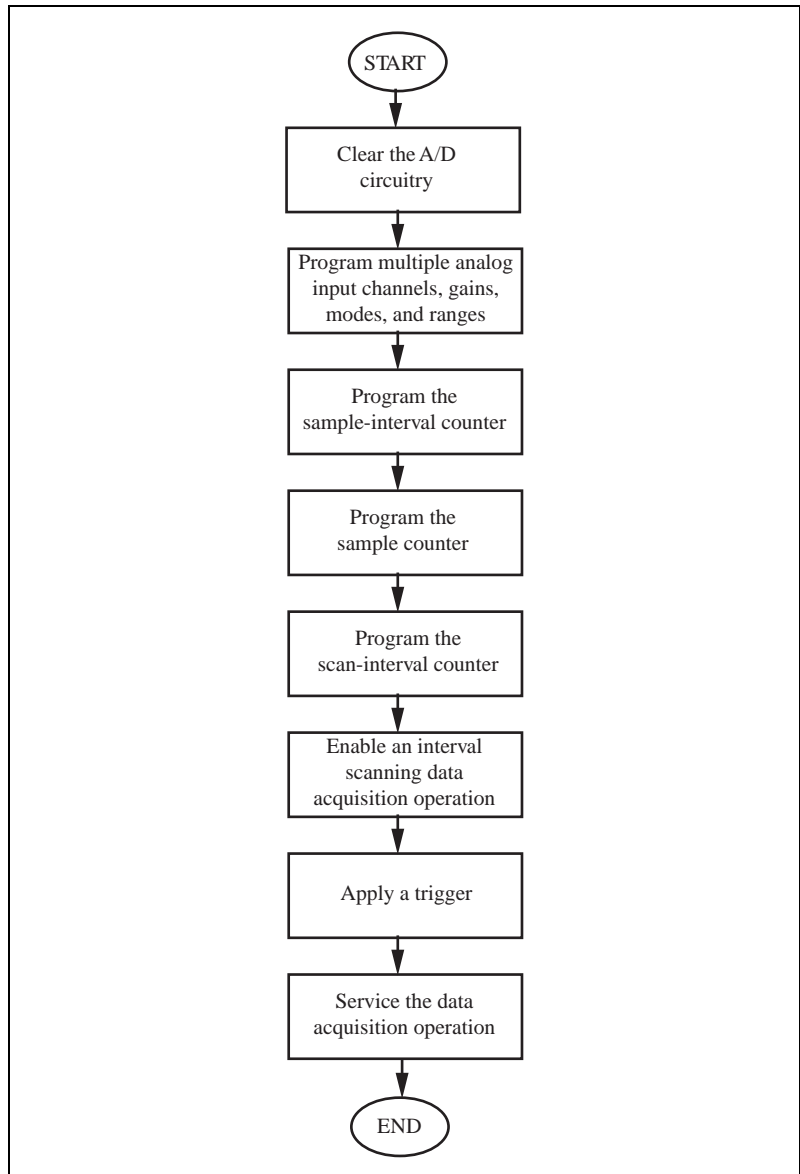 START
Clear the A/D
circuitry
Program multiple analog
input channels, gains,
modes, and ranges
Program the
sample-interval counter
Program the
sample counter
Program the
scan-interval counter
Enable an interval
scanning data
acquisition operation
Apply a trigger
Service the data
acquisition operation
END